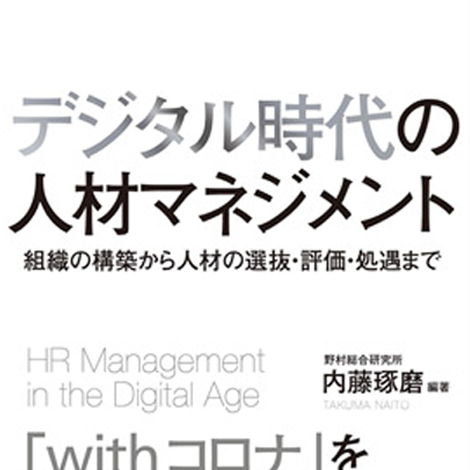 デジタル時代の
人材マネジメント
組織の構築から人材の選抜・評価・処遇まで
HR Management
in the Digital Age
野村総合研究所
内藤琢磨 編著
TAKUMA NAITO
「withコロナ」を